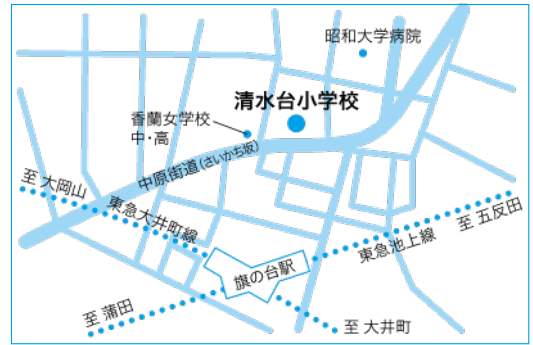 昭和大学病院
清水台小学校
香蘭女学校
中・高
中原街道(さいかち坂)
至 大岡山
東急大井町線
至 五反田
東急池上線
旗の台駅
至 蒲田
至 大井町